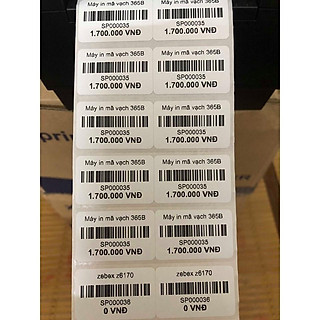 Máy in mã vạch 365B Máy in mã vạch 365B
SP000035 SP000035
1.700.000 VNĐ 1.700.000 VNĐ
Máy in mã vạch 365B Máy in mã vạch 365B
SP000035 SP000035
1.700.000 VNĐ 1.700.000 VNĐ
Máy in mã vạch 365B Máy in mã vạch 365B
SP000035 SP000035
1.700.000 VNĐ 1.700.000 VNĐ
Máy in mã vạch 365B Máy in mã vạch 365B
SP000035 SP000035
1.700.000 VNĐ 1.700.000 VNĐ
Máy in mã vạch 365B Máy in mã vạch 365B
SP000035 SP000035
1.700.000 VNĐ 1.700.000 VNĐ
zebex z6170 zebex z6170
SP000036 SP000036
0 VNĐ 0 VNĐ